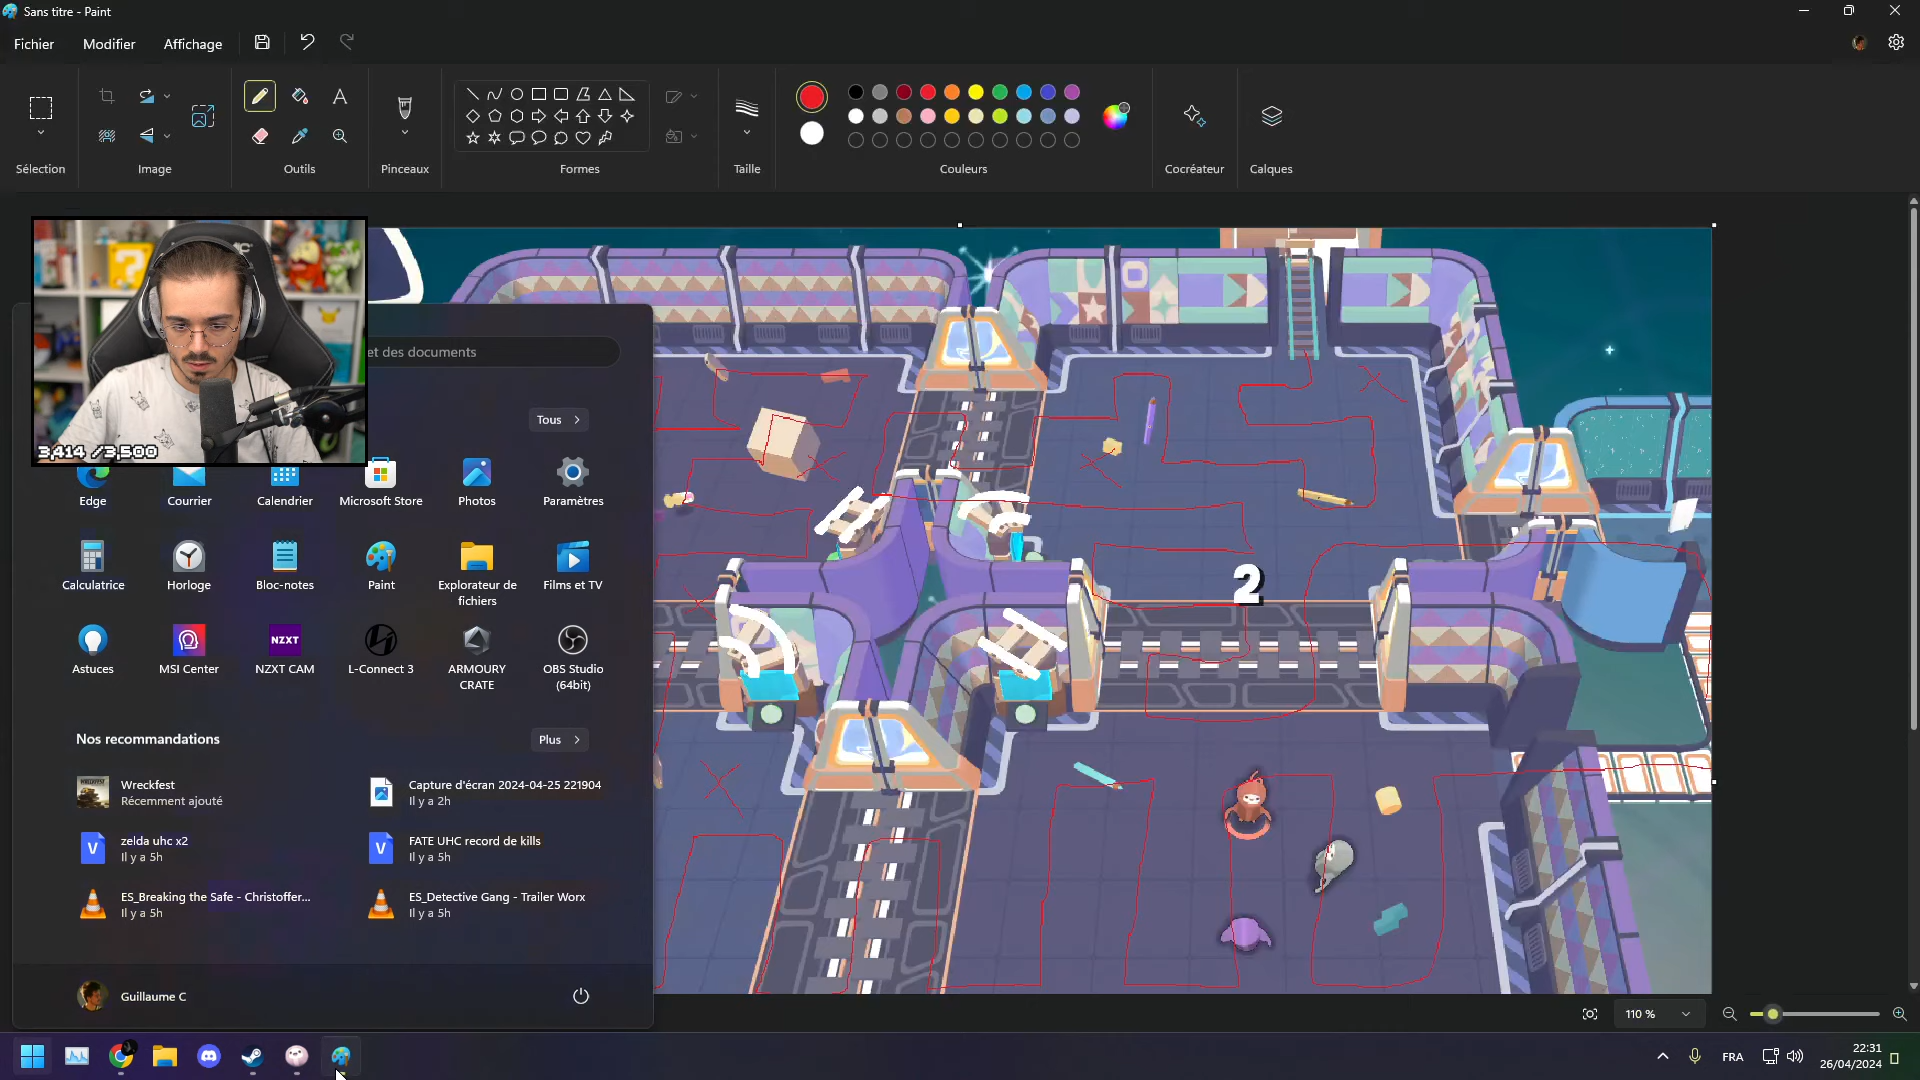 Sans titre - Paint
Fichier
Modifier
Affichage
Sélection
Image
Outils
Pinceaux
Formes
Taille
Couleurs
Cocréateur
Calques
3,414 /3,500
et des documents
Tous
Edge
Courrier
Calendrier
Microsoft Store
Photos
Paramètres
Calculatrice
Horloge
Bloc-notes
Paint
Explorateur de
fichiers
Films et TV
Astuces
MSI Center
NZXT
NZXT CAM
L-Connect 3
ARMOURY
CRATE
OBS Studio
(64bit)
Nos recommandations
Plus
Wreckfest
Récemment ajouté
Capture d'écran 2024-04-25 221904
Il y a 2h
zelda uhc x2
Il y a 5h
FATE UHC record de kills
Il y a 5h
ES_Breaking the Safe - Christoffer...
Il y a 5h
ES_Detective Gang - Trailer Worx
Il y a 5h
Guillaume C
2
110 %
FRA
22:31
26/04/2024